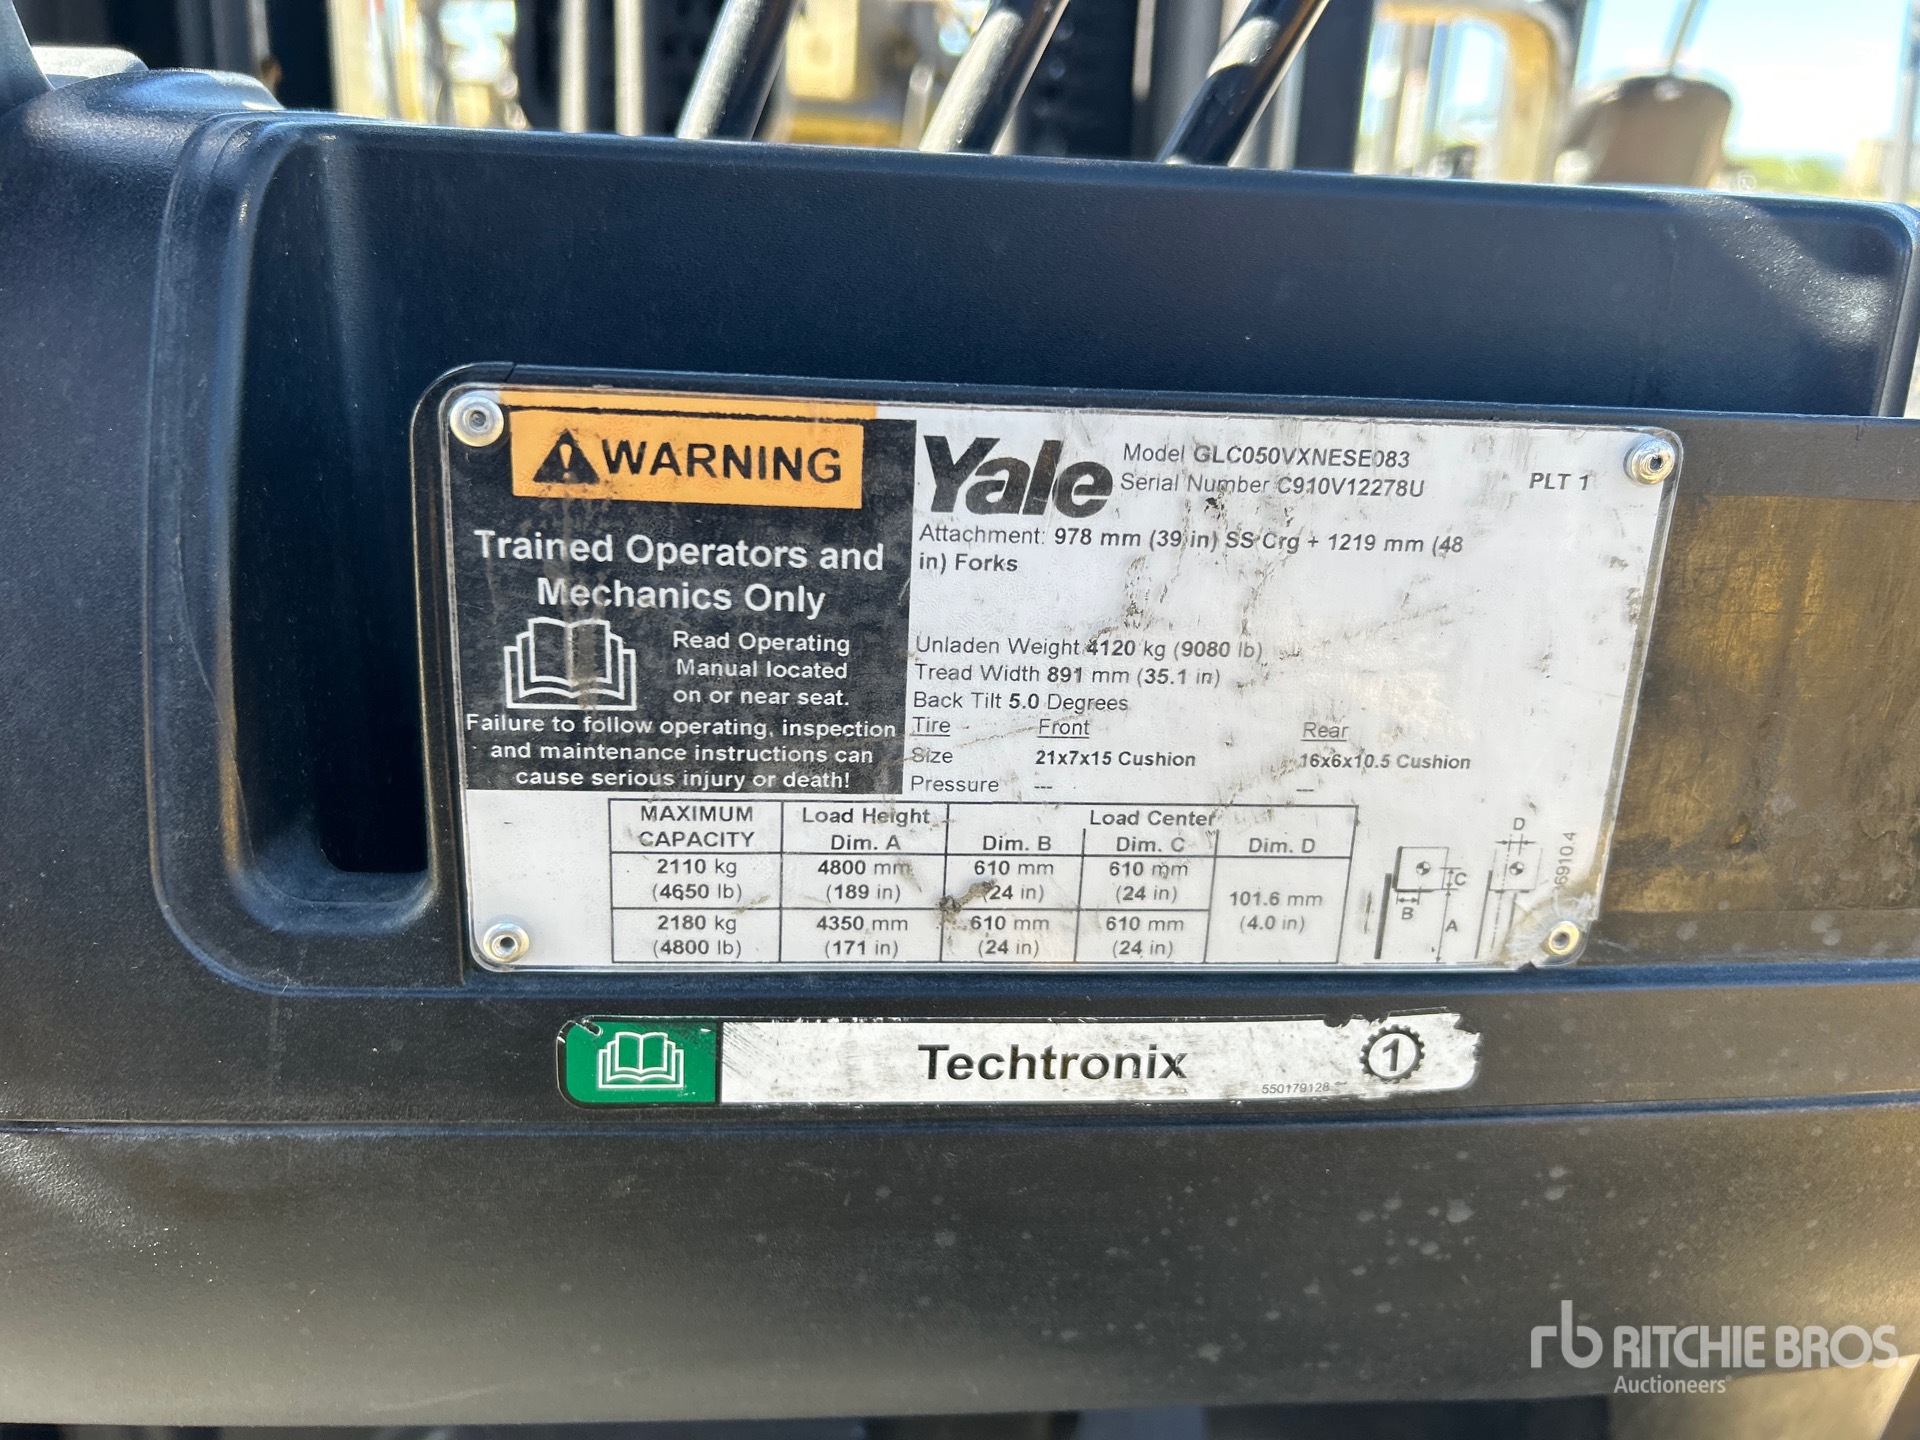 WARNING
Trained Operators and
Mechanics Only
Read Operating
Manual located
on or near seat.
Failure to follow operating, inspection
and maintenance instructions can
cause serious injury or death!
Yale
Model GLC050VXNESE083
Serial Number C910V12278U
PLT 1
Attachment: 978 mm (39 in) SS Crg + 1219 mm (48
in) Forks
Unladen Weight 4120 kg (9080 lb)
Tread Width 891 mm (35.1 in)
Back Tilt 5.0 Degrees
Tire Front Rear
Size 21x7x15 Cushion 16x6x10.5 Cushion
Pressure --- ---
MAXIMUM Load Height Load Center
CAPACITY Dim. A Dim. B Dim. C Dim. D
2110 kg 4800 mm 610 mm 610 mm
(4650 lb) (189 in) (24 in) (24 in)
101.6 mm
(4.0 in)
2180 kg 4350 mm 610 mm 610 mm
(4800 lb) (171 in) (24 in) (24 in)
D
C
B
A
6910.4
Techtronix
550179128
1
rb RITCHIE BROS.
Auctioneers